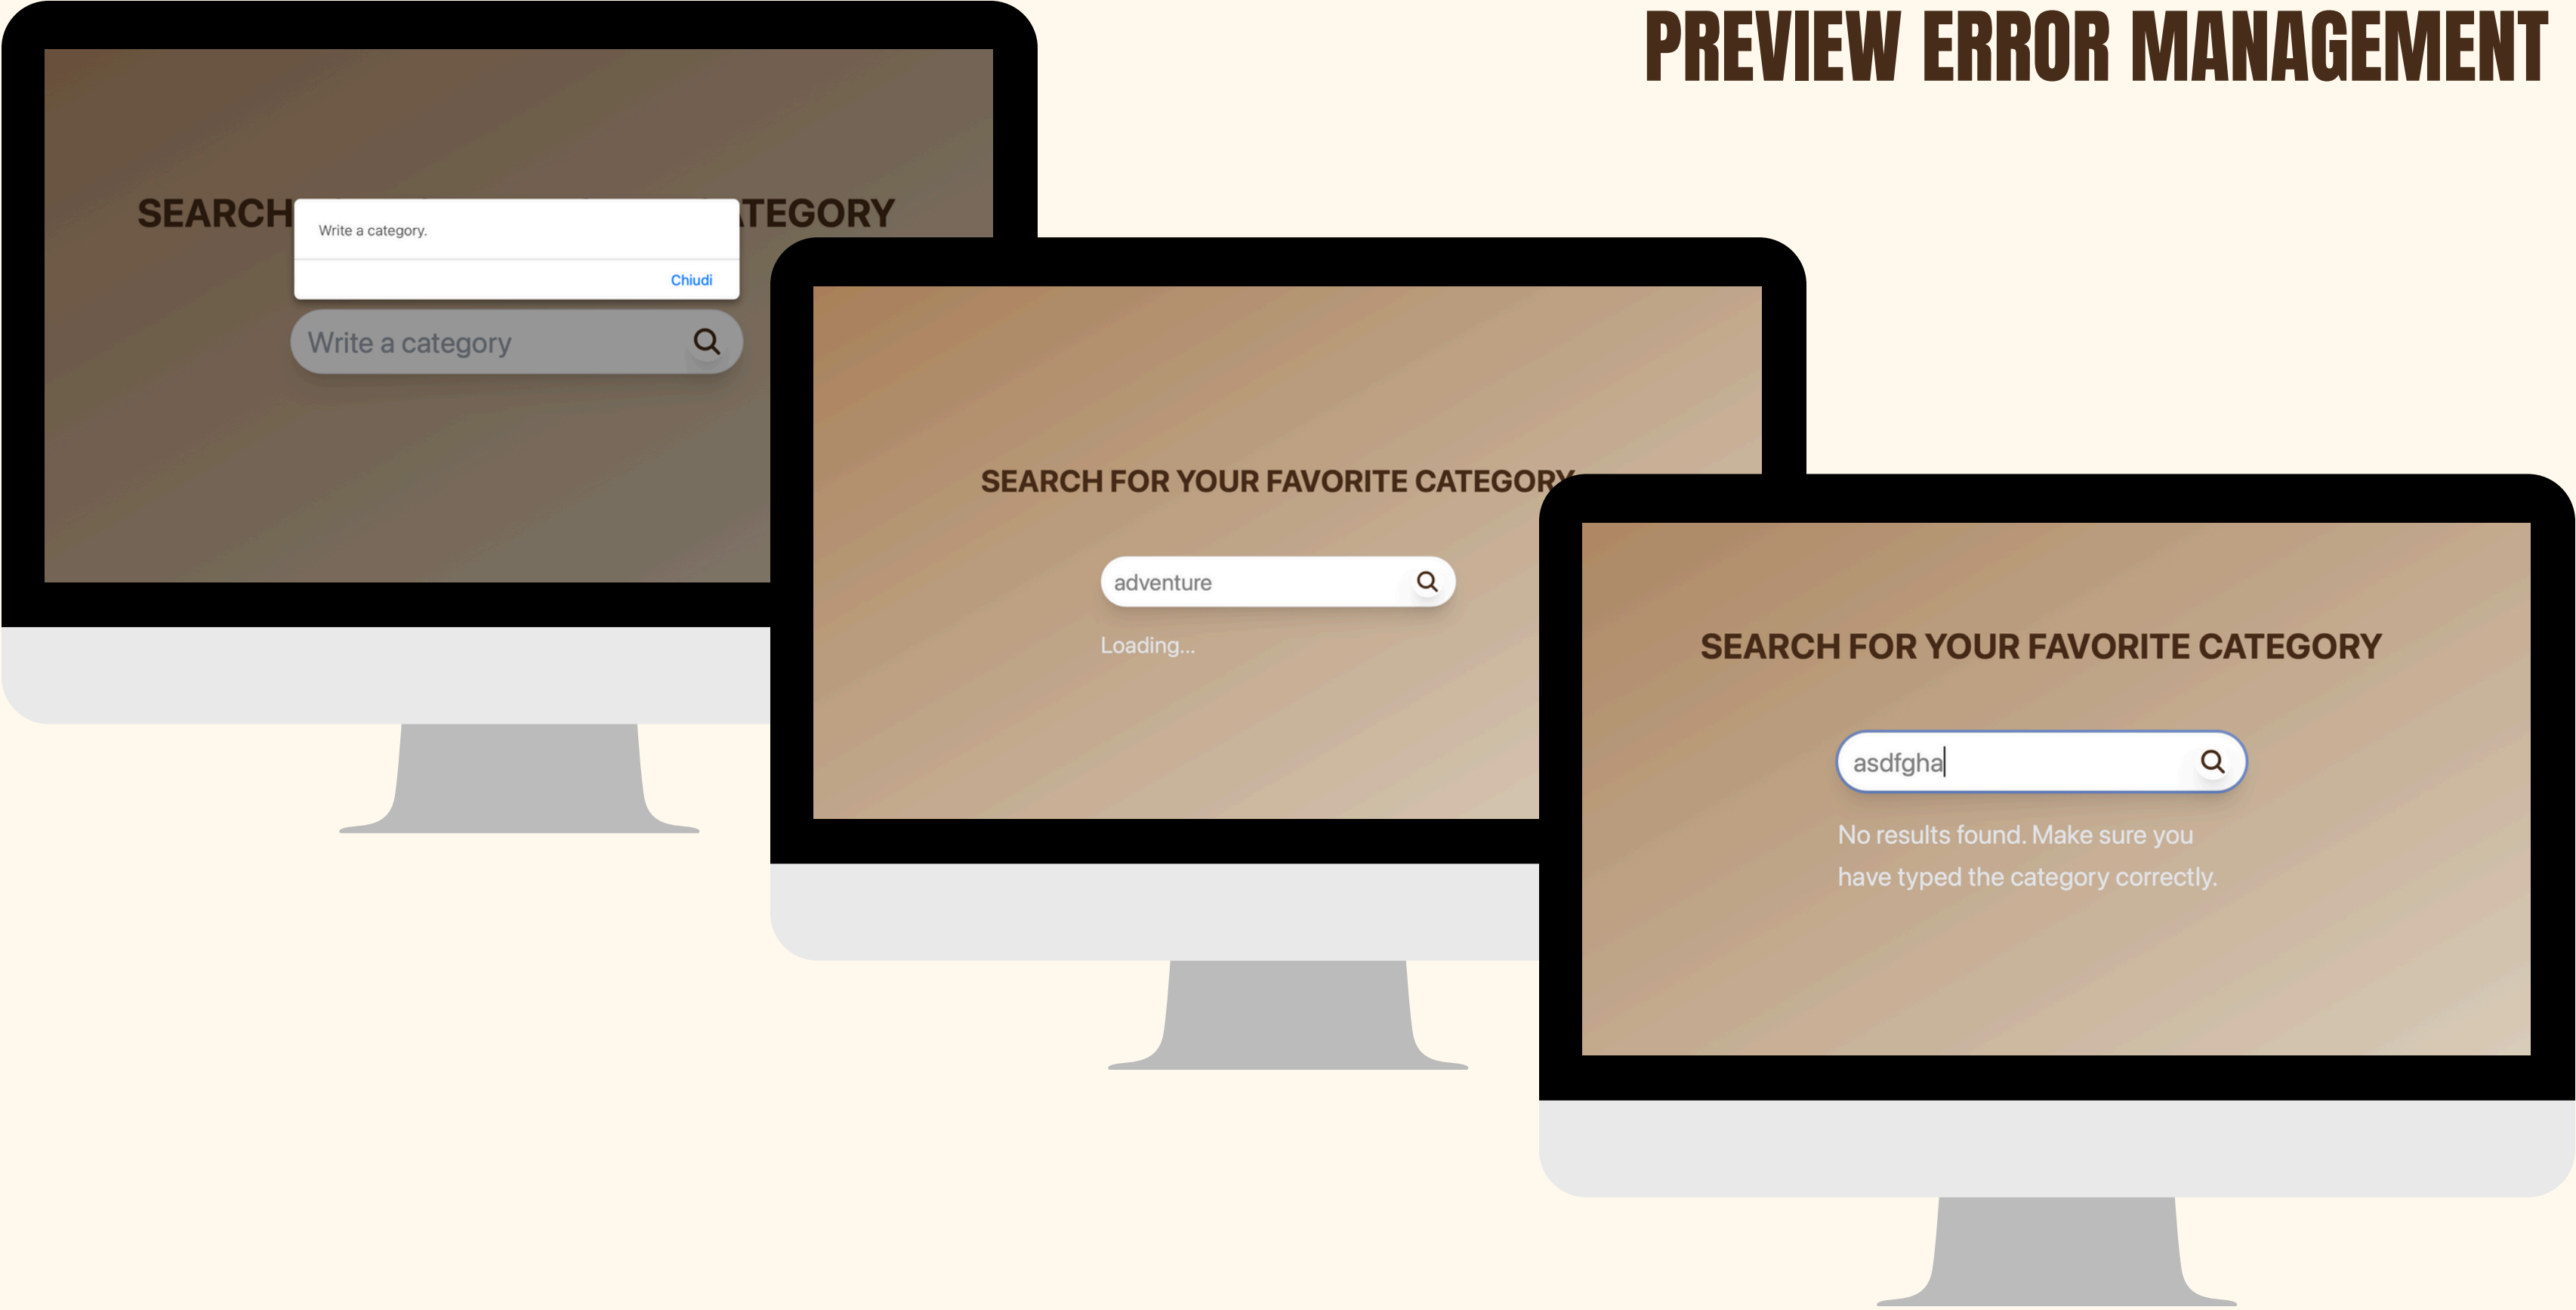 PREVIEW ERROR MANAGEMENT
SEARCH TEGORY
Write a category.
Chiudi
Write a category
SEARCH FOR YOUR FAVORITE CATEGORY
adventure
Loading...
SEARCH FOR YOUR FAVORITE CATEGORY
asdfgha
No results found. Make sure you
have typed the category correctly.